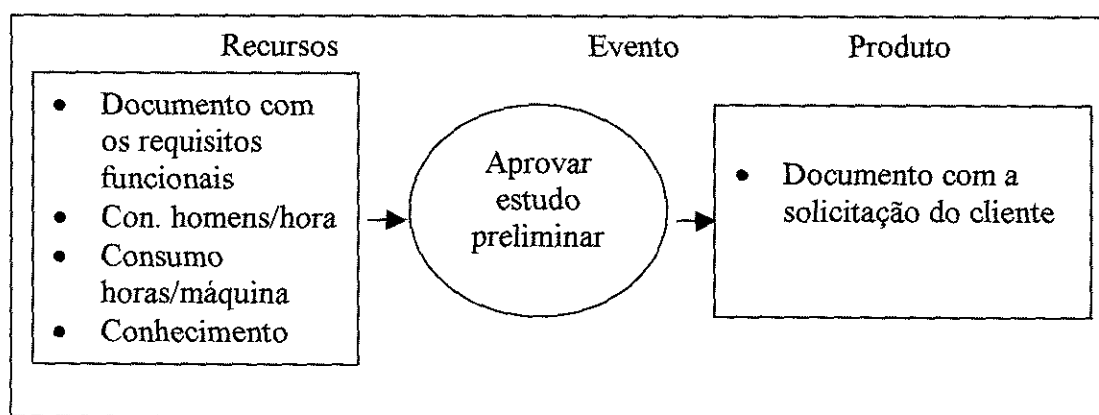 Recursos Evento Produto
• Documento com
os requisitos
funcionais
• Con. homens/hora
• Consumo
horas/máquina
• Conhecimento
Aprovar
estudo
preliminar
• Documento com a
solicitação do cliente